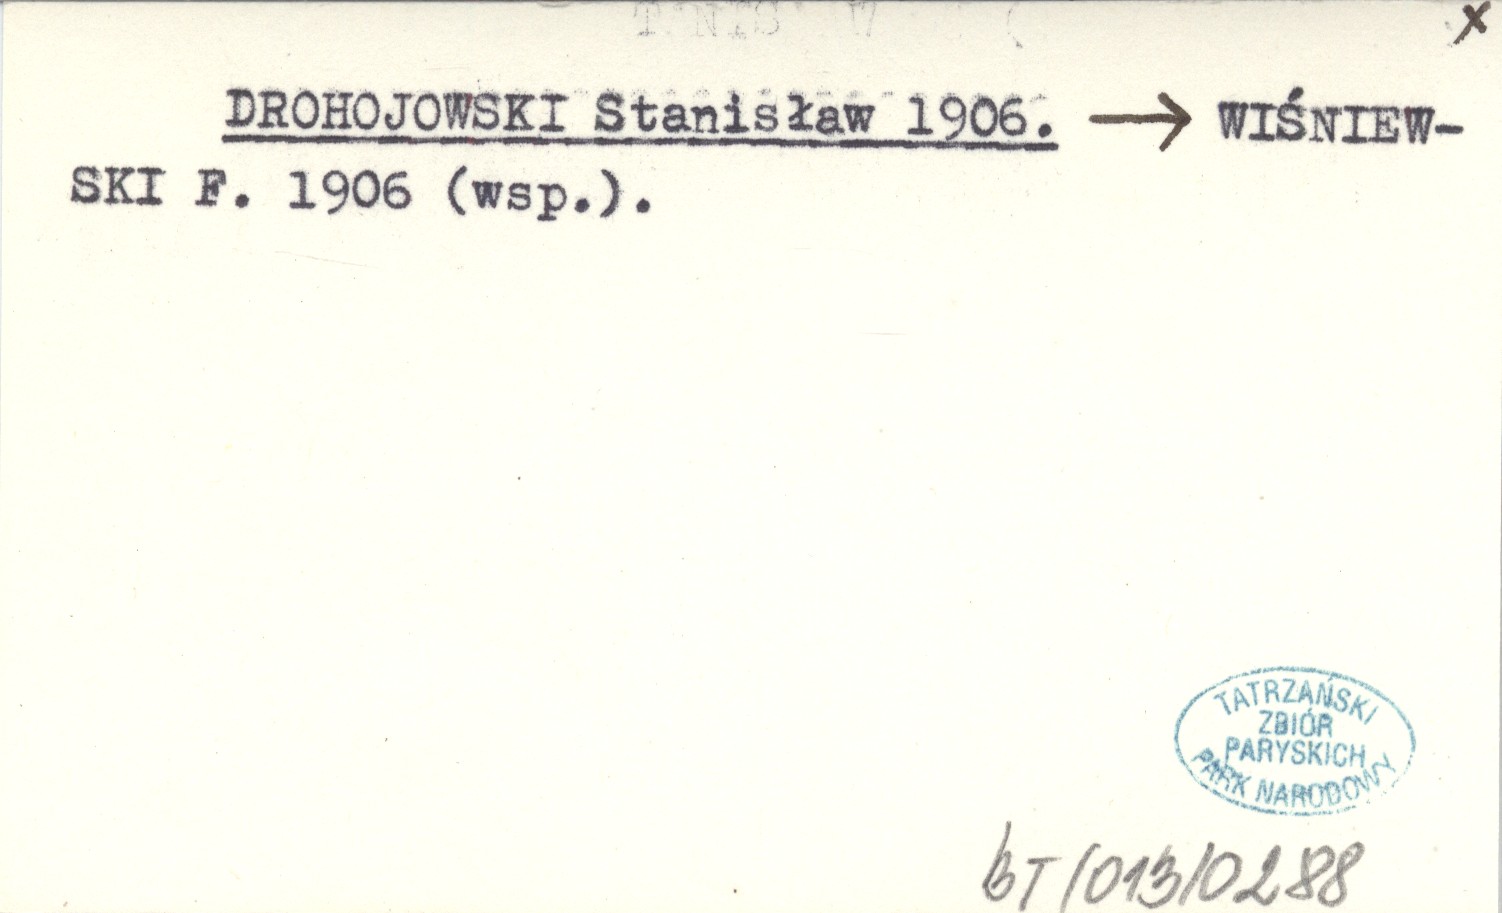 x
DROHOJOWSKI Stanisław 1906. → WIŚNIEW-
SKI F. 1906 (wsp.).
TATRZAŃSKI
ZBIÓR
PARYSKICH
PARK NARODOWY
bT/013/0288